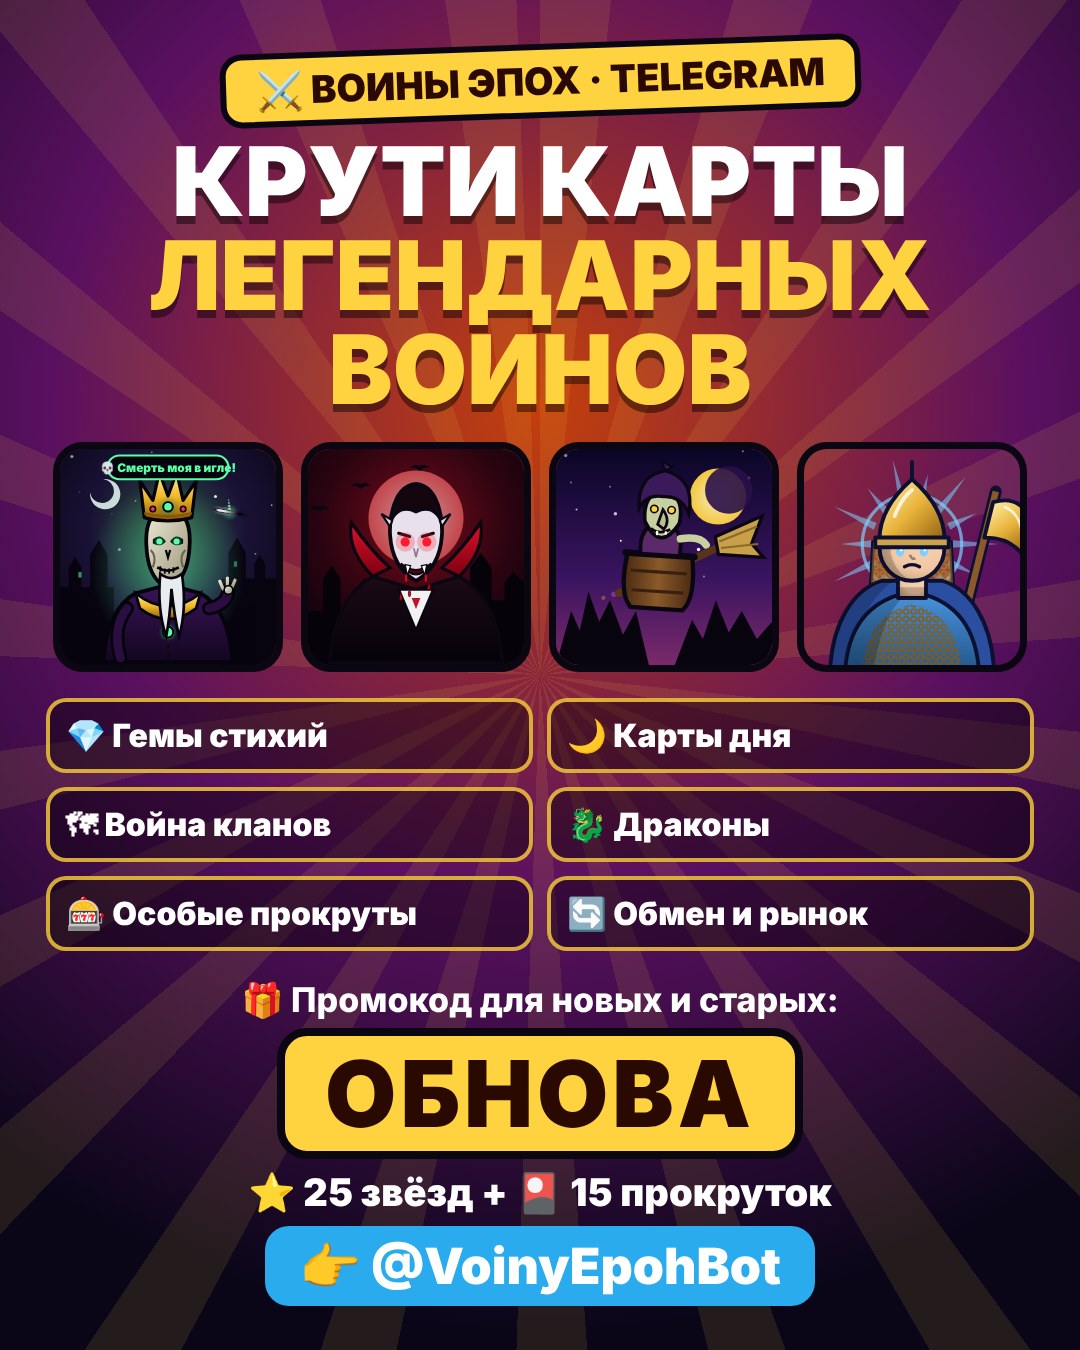 ⚔️ ВОИНЫ ЭПОХ · TELEGRAM
КРУТИ КАРТЫ
ЛЕГЕНДАРНЫХ
ВОИНОВ
💀 Смерть моя в игле!
💎 Гемы стихий
🌙 Карты дня
🗺 Война кланов
🐉 Драконы
🎰 Особые прокруты
🔄 Обмен и рынок
🎁 Промокод для новых и старых:
ОБНОВА
⭐ 25 звёзд + 🎴 15 прокруток
👉 @VoinyEpohBot